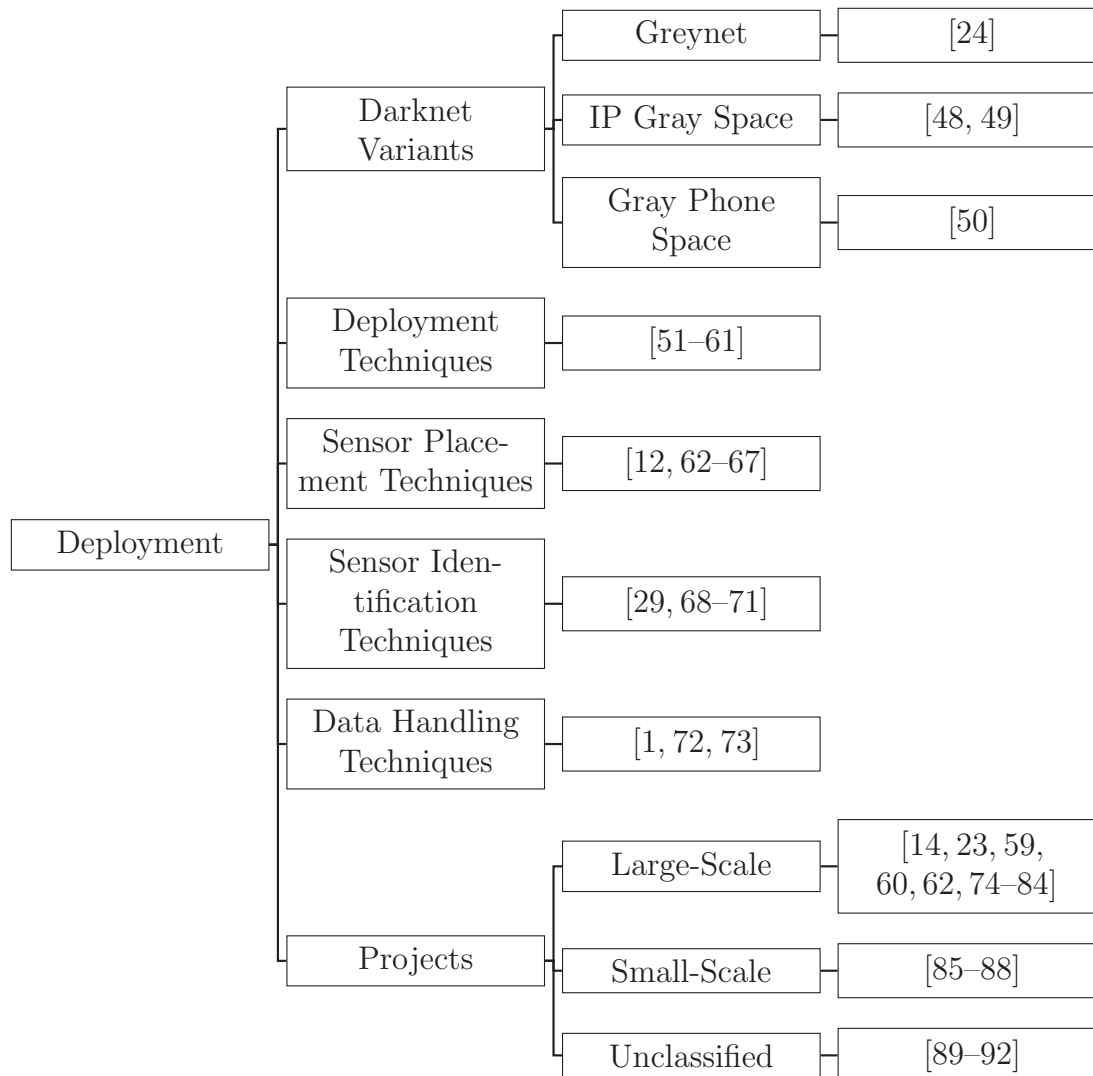 Deployment
Darknet
Variants
Greynet
[24]
IP Gray Space
[48, 49]
Gray Phone
Space
[50]
Deployment
Techniques
[51–61]
Sensor Place-
ment Techniques
[12, 62–67]
Sensor Iden-
tification
Techniques
[29, 68–71]
Data Handling
Techniques
[1, 72, 73]
Projects
Large-Scale
[14, 23, 59,
60, 62, 74–84]
Small-Scale
[85–88]
Unclassified
[89–92]